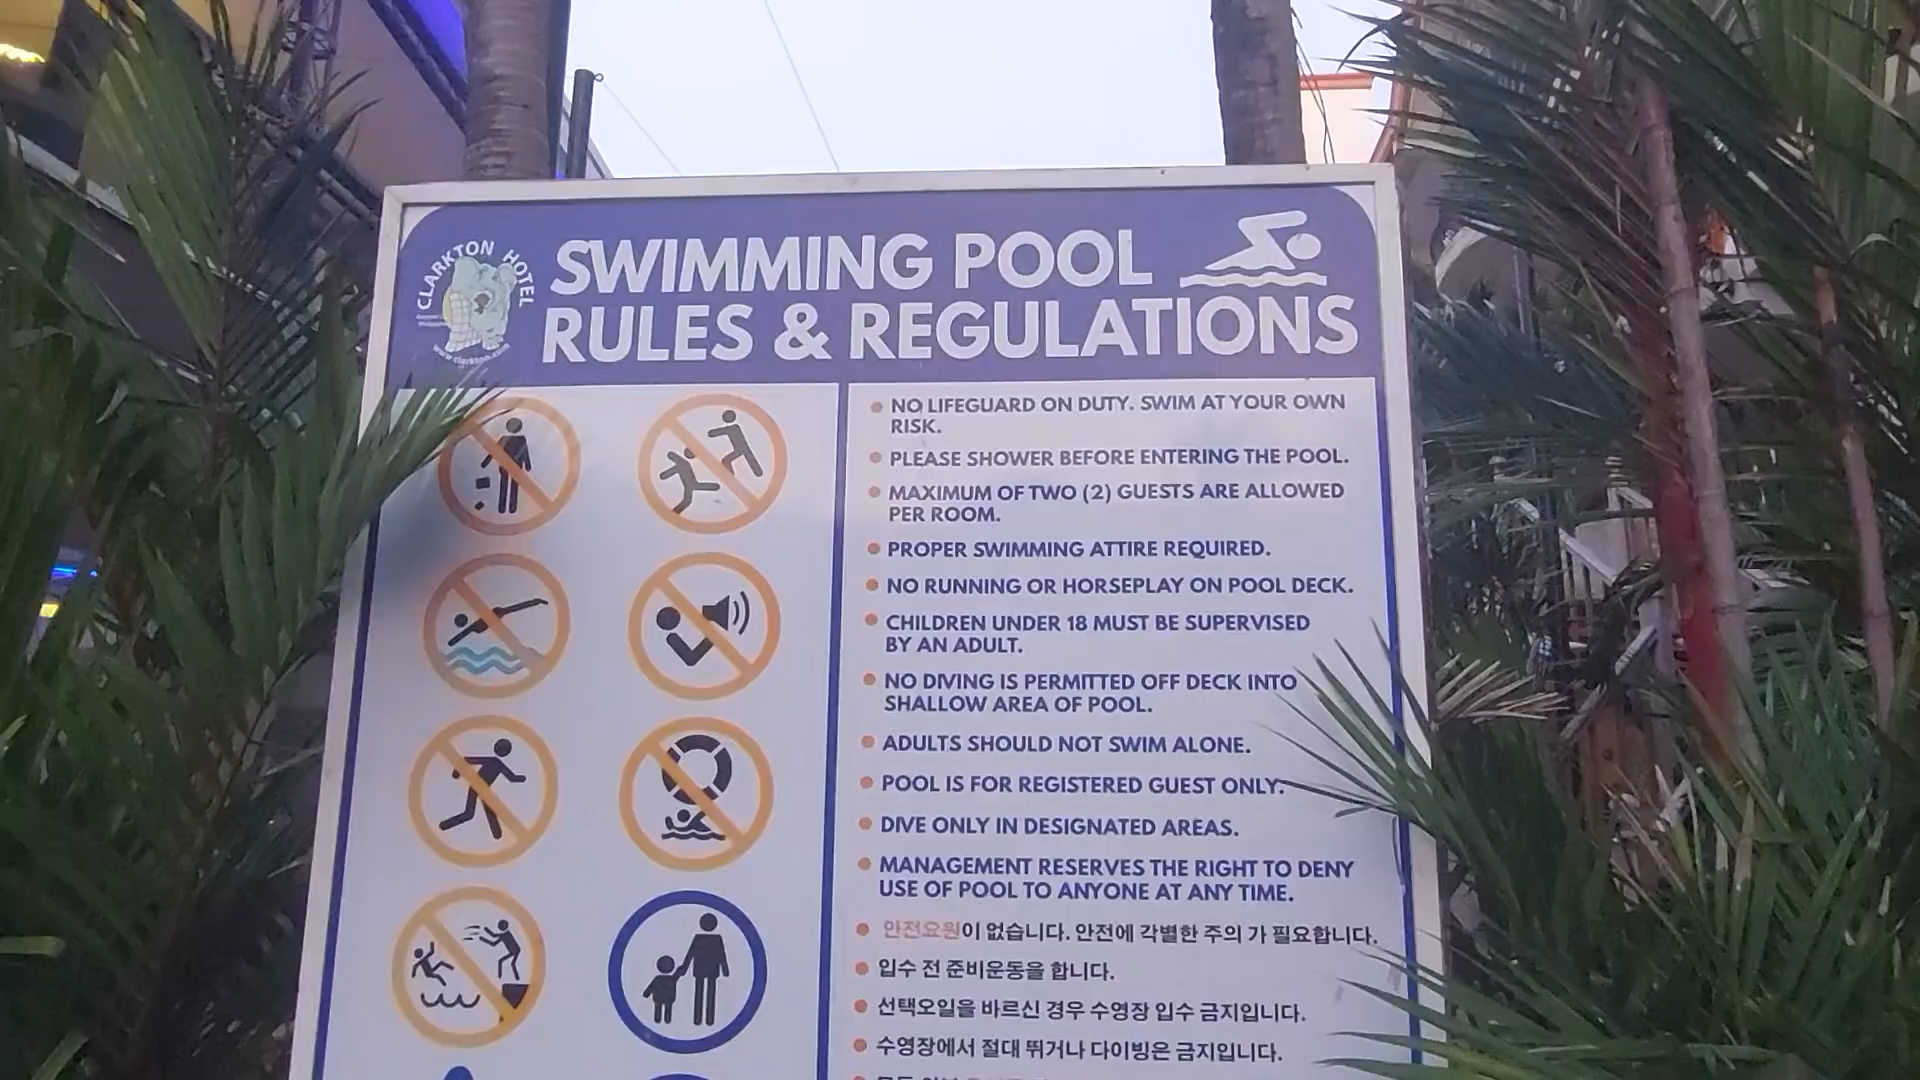 CLARKTON HOTEL
www.clarkton.com
SWIMMING POOL
RULES & REGULATIONS
NO LIFEGUARD ON DUTY. SWIM AT YOUR OWN
RISK.
PLEASE SHOWER BEFORE ENTERING THE POOL.
MAXIMUM OF TWO (2) GUESTS ARE ALLOWED
PER ROOM.
PROPER SWIMMING ATTIRE REQUIRED.
NO RUNNING OR HORSEPLAY ON POOL DECK.
CHILDREN UNDER 18 MUST BE SUPERVISED
BY AN ADULT.
NO DIVING IS PERMITTED OFF DECK INTO
SHALLOW AREA OF POOL.
ADULTS SHOULD NOT SWIM ALONE.
POOL IS FOR REGISTERED GUEST ONLY.
DIVE ONLY IN DESIGNATED AREAS.
MANAGEMENT RESERVES THE RIGHT TO DENY
USE OF POOL TO ANYONE AT ANY TIME.
안전요원이 없습니다. 안전에 각별한 주의 가 필요합니다.
입수 전 준비운동을 합니다.
선택오일을 바르신 경우 수영장 입수 금지입니다.
수영장에서 절대 뛰거나 다이빙은 금지입니다.